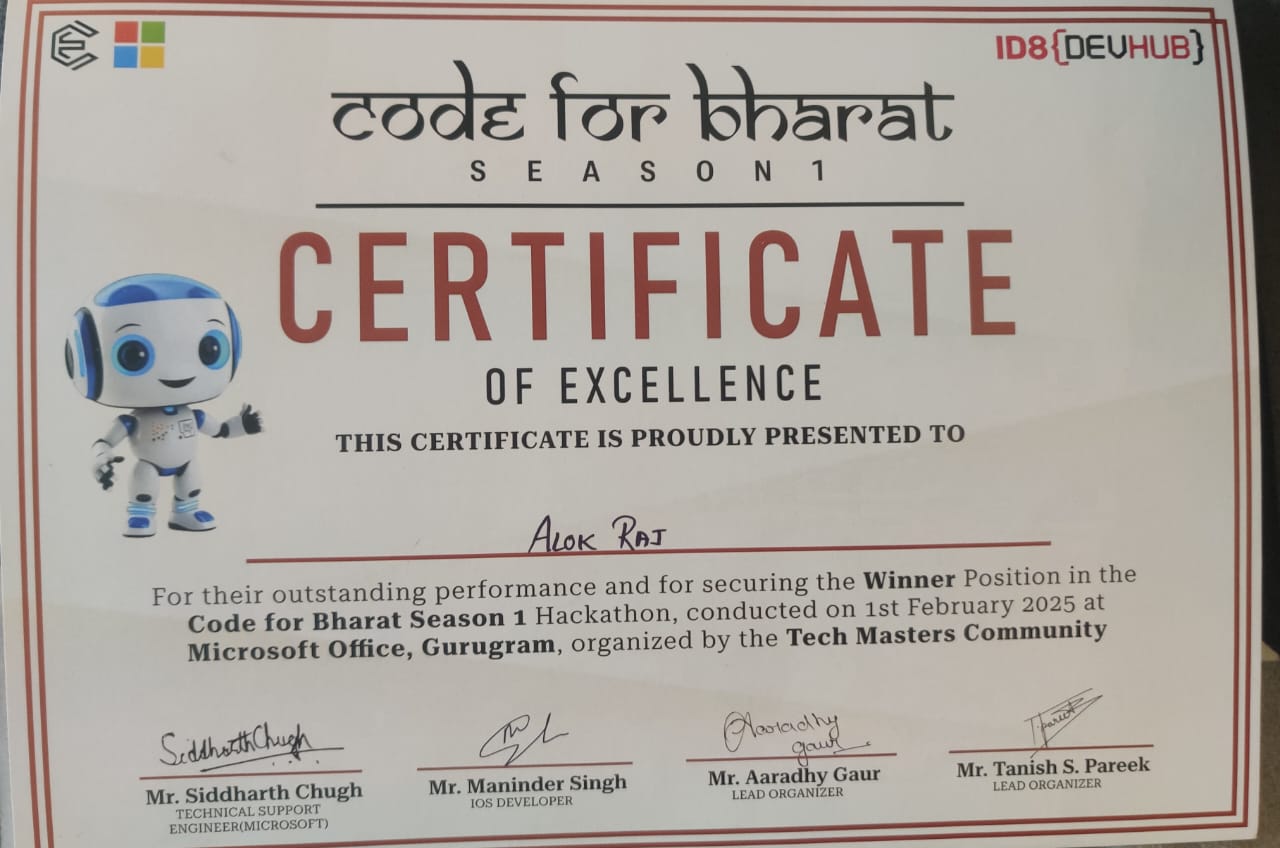 ID8{DEVHUB}
code for bharat
SEASON 1
CERTIFICATE
OF EXCELLENCE
THIS CERTIFICATE IS PROUDLY PRESENTED TO
ALOK RAJ
For their outstanding performance and for securing the Winner Position in the
Code for Bharat Season 1 Hackathon, conducted on 1st February 2025 at
Microsoft Office, Gurugram, organized by the Tech Masters Community
Siddharth Chugh
Aaradhy
gaur
Mr. Siddharth Chugh
TECHNICAL SUPPORT
ENGINEER(MICROSOFT)
Mr. Maninder Singh
IOS DEVELOPER
Mr. Aaradhy Gaur
LEAD ORGANIZER
Mr. Tanish S. Pareek
LEAD ORGANIZER